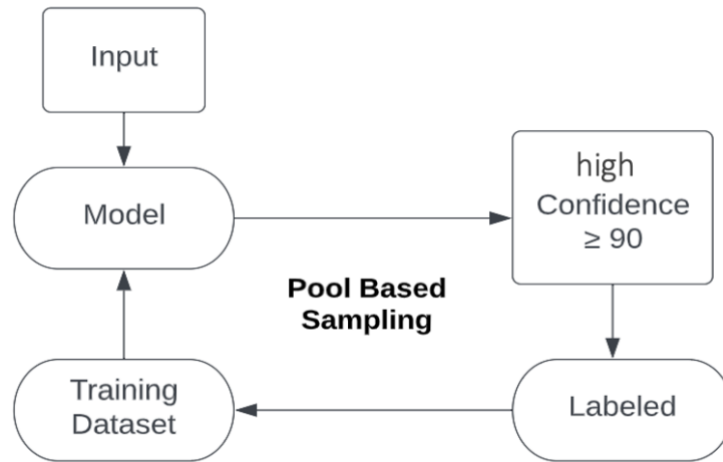 Input
Model
high
Confidence
≥ 90
Pool Based
Sampling
Training
Dataset
Labeled